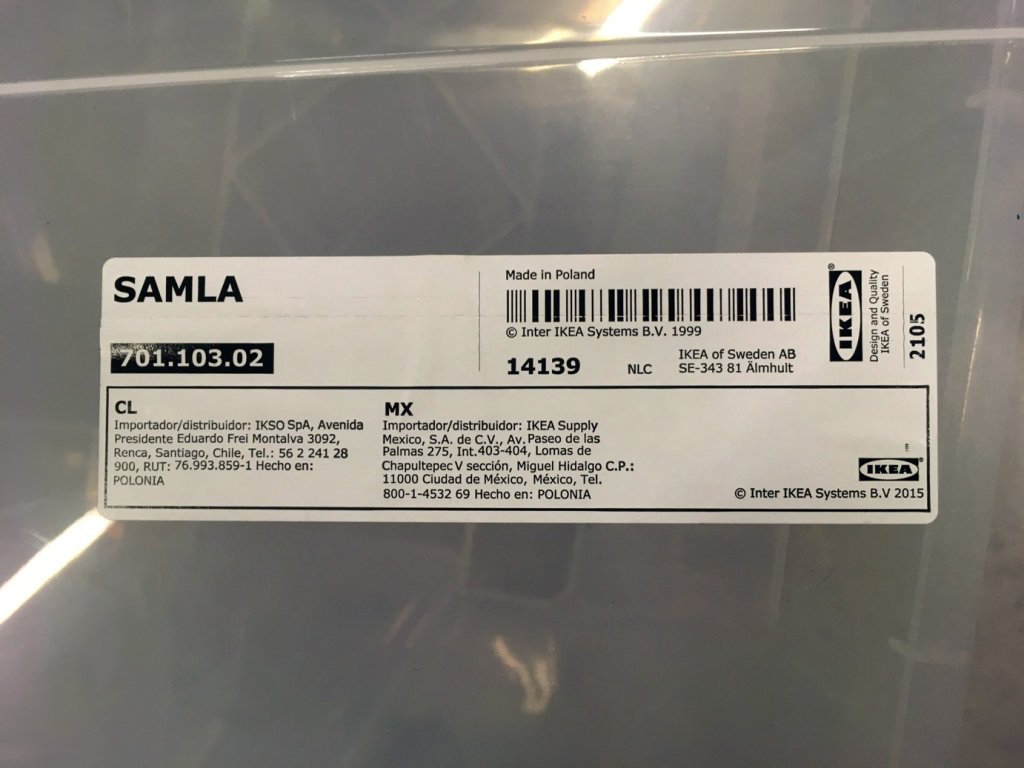 SAMLA
701.103.02
Made in Poland
© Inter IKEA Systems B.V. 1999
14139
NLC
IKEA of Sweden AB
SE-343 81 Älmhult
IKEA®
Design and Quality
IKEA of Sweden
2105
CL
Importador/distribuidor: IKSO SpA, Avenida
Presidente Eduardo Frei Montalva 3092,
Renca, Santiago, Chile, Tel.: 56 2 241 28
900, RUT: 76.993.859-1 Hecho en:
POLONIA
MX
Importador/distribuidor: IKEA Supply
Mexico, S.A. de C.V., Av. Paseo de las
Palmas 275, Int.403-404, Lomas de
Chapultepec V sección, Miguel Hidalgo C.P.:
11000 Ciudad de México, México, Tel.
800-1-4532 69 Hecho en: POLONIA
IKEA
© Inter IKEA Systems B.V 2015